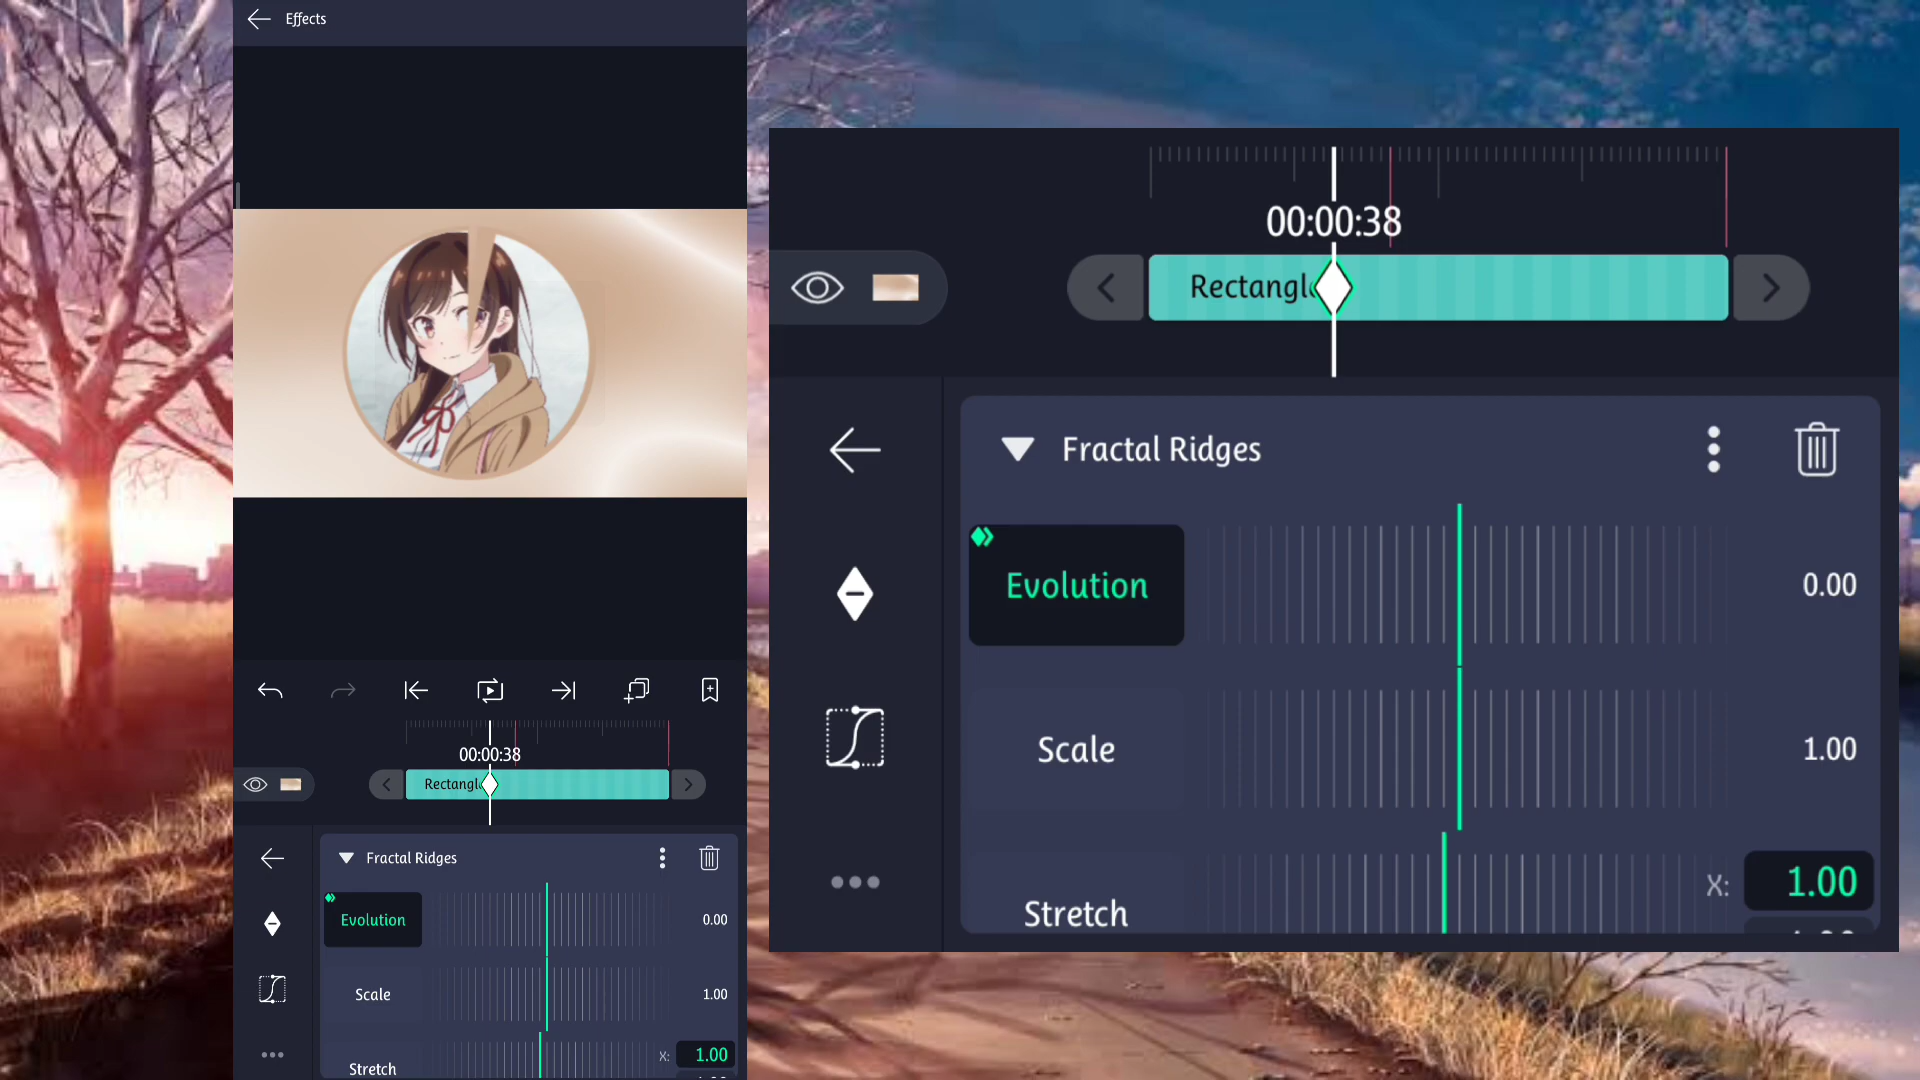 Effects
00:00:38
Rectangl
Fractal Ridges
Evolution
0.00
Scale
1.00
Stretch
X:
1.00
00:00:38
Rectangl
Fractal Ridges
Evolution
0.00
Scale
1.00
Stretch
X:
1.00